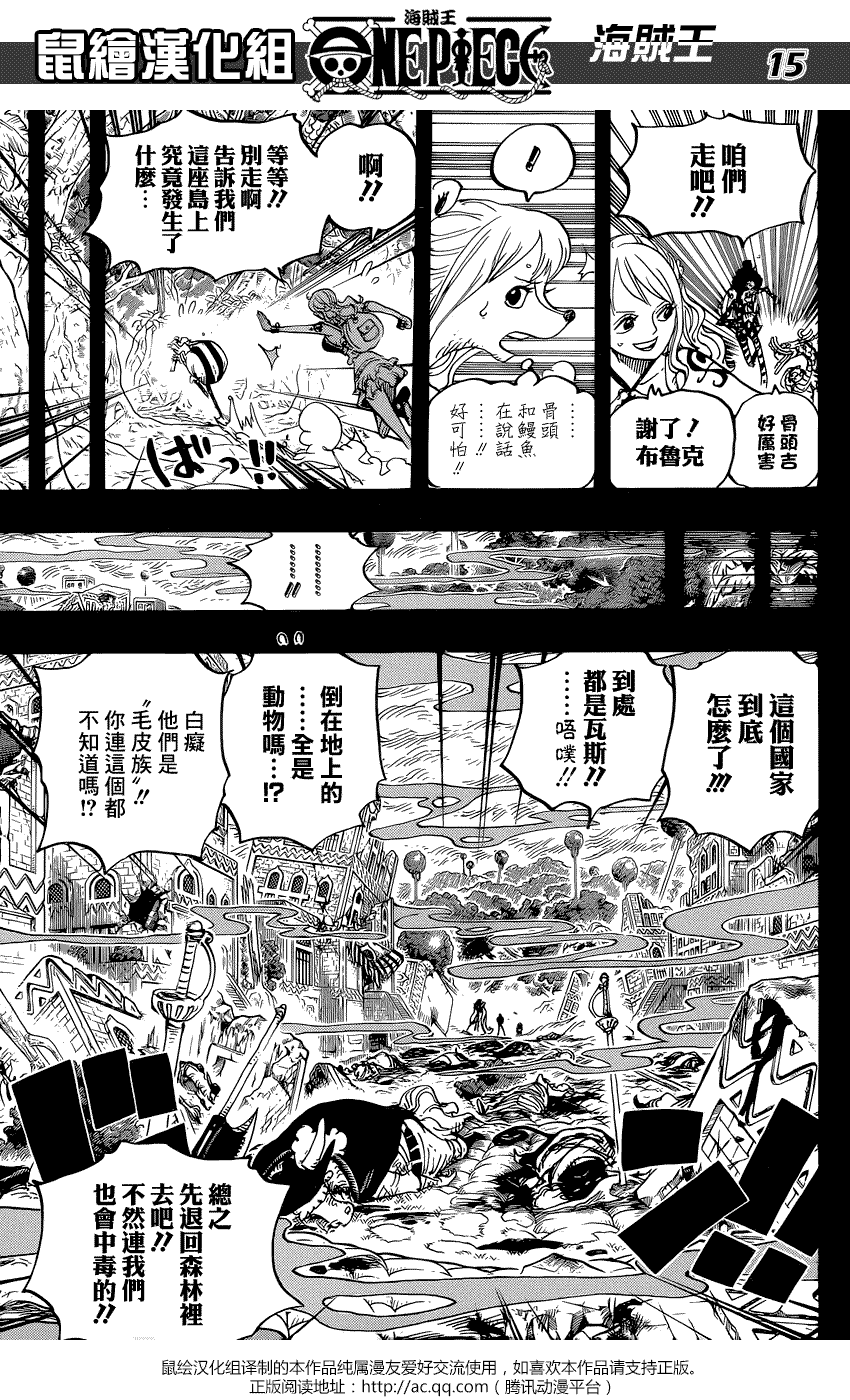 鼠繪漢化組
海賊王
ONE PIECE
海賊王
15
咱們
走吧!!
骨頭吉
好厲害
謝了!
布魯克
!
……
骨頭
和鰻魚
在說話
……!!
好可怕!!
啊!!
等等!!
別走啊
告訴我們
這座島上
究竟發生了
什麼…
ばっ!!
………!!
這個國家
到底
怎麼了!!!
到處
都是瓦斯!!
……唔噗!!
倒在地上的
……全是
動物嗎…!?
白癡
他們是
〝毛皮族〞!!
你連這個都
不知道嗎!?
總之
先退回森林裡
去吧!!
不然連我們
也會中毒的!!
鼠绘汉化组译制的本作品纯属漫友爱好交流使用，如喜欢本作品请支持正版。
正版阅读地址：http://ac.qq.com（腾讯动漫平台）